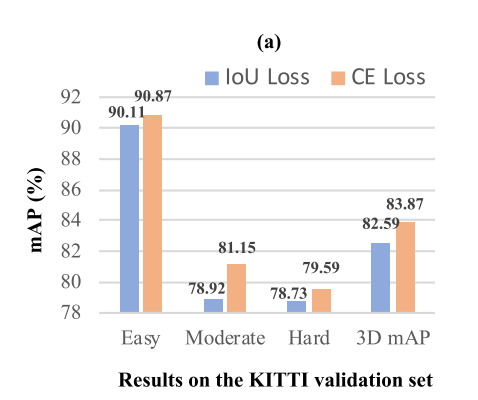 (a)
IoU Loss CE Loss
92
90
88
86
84
82
80
78
mAP (%)
90.11 90.87
78.92 81.15
78.73 79.59
82.59 83.87
Easy Moderate Hard 3D mAP
Results on the KITTI validation set